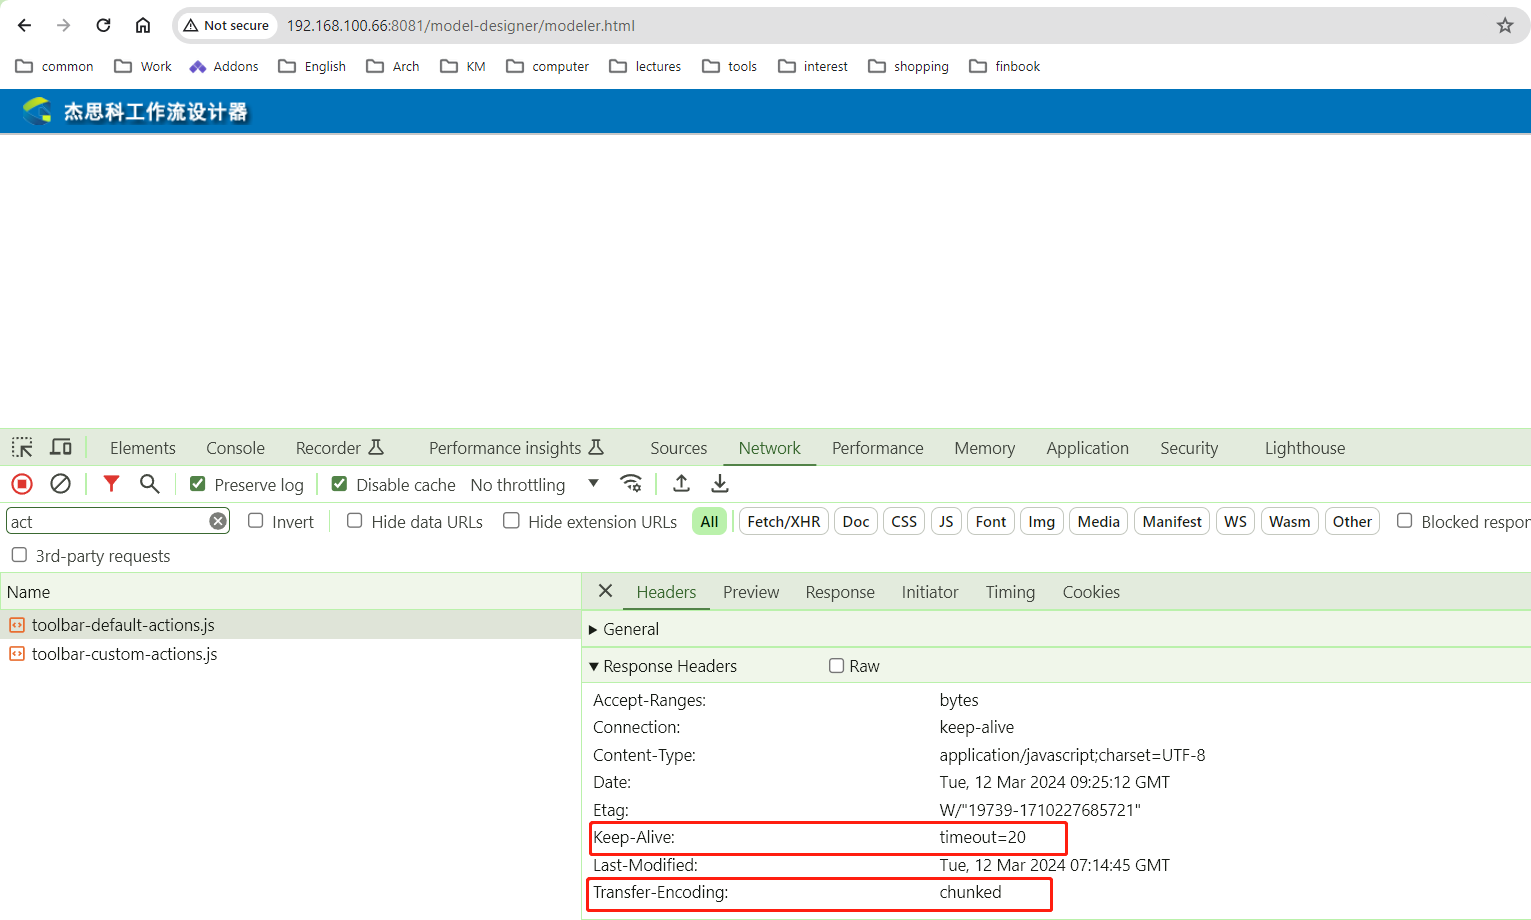 Not secure 192.168.100.66:8081/model-designer/modeler.html
common Work Addons English Arch KM computer lectures tools interest shopping finbook
杰思科工作流设计器
Elements Console Recorder Performance insights Sources Network Performance Memory Application Security Lighthouse
Preserve log Disable cache No throttling
act Invert Hide data URLs Hide extension URLs All Fetch/XHR Doc CSS JS Font Img Media Manifest WS Wasm Other Blocked respon
3rd-party requests
Name
toolbar-default-actions.js
toolbar-custom-actions.js
Headers Preview Response Initiator Timing Cookies
General
Response Headers Raw
Accept-Ranges: bytes
Connection: keep-alive
Content-Type: application/javascript;charset=UTF-8
Date: Tue, 12 Mar 2024 09:25:12 GMT
Etag: W/"19739-1710227685721"
Keep-Alive: timeout=20
Last-Modified: Tue, 12 Mar 2024 07:14:45 GMT
Transfer-Encoding: chunked